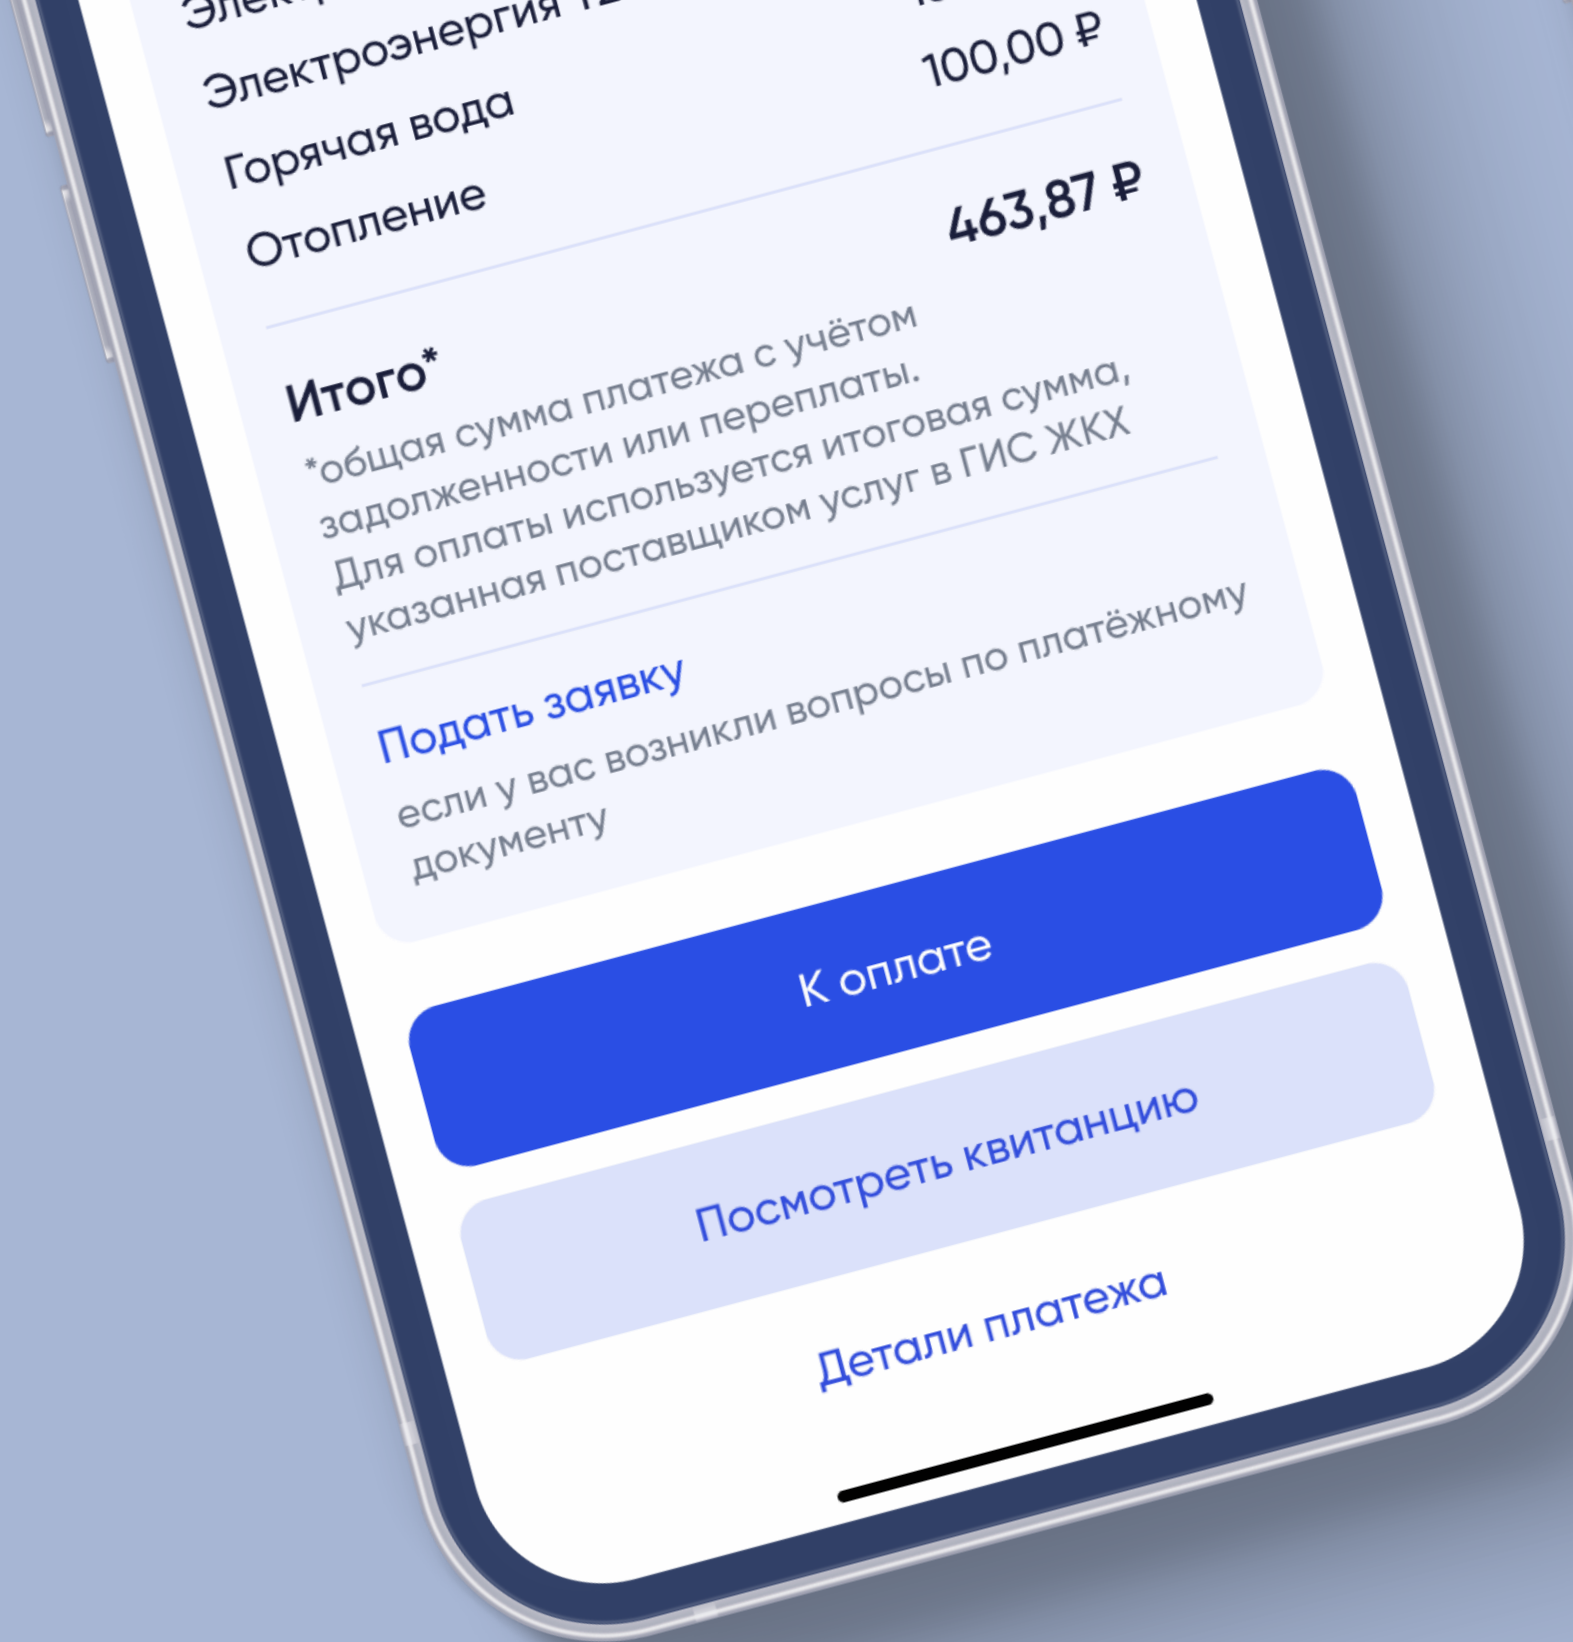 Электроэнергия
Горячая вода
Отопление 100,00 ₽
Итого* 463,87 ₽
*общая сумма платежа с учётом
задолженности или переплаты.
Для оплаты используется итоговая сумма,
указанная поставщиком услуг в ГИС ЖКХ
Подать заявку
если у вас возникли вопросы по платёжному
документу
К оплате
Посмотреть квитанцию
Детали платежа